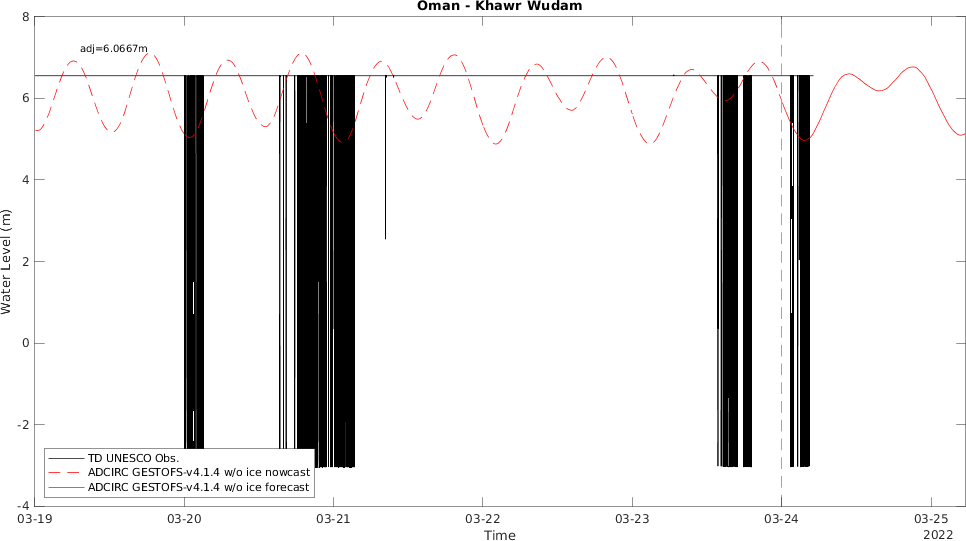 Oman - Khawr Wudam
adj=6.0667m
8
6
4
2
0
-2
-4
Water Level (m)
TD UNESCO Obs.
ADCIRC GESTOFS-v4.1.4 w/o ice nowcast
ADCIRC GESTOFS-v4.1.4 w/o ice forecast
03-19
03-20
03-21
03-22
03-23
03-24
03-25
Time
2022